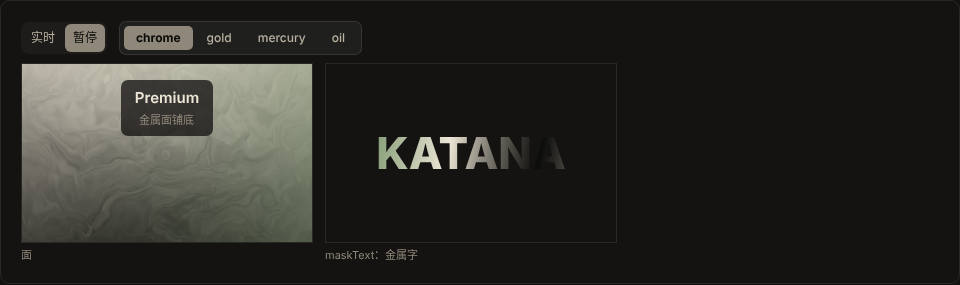 实时 暂停 chrome gold mercury oil
Premium
金属面铺底
KATANA
面
maskText：金属字